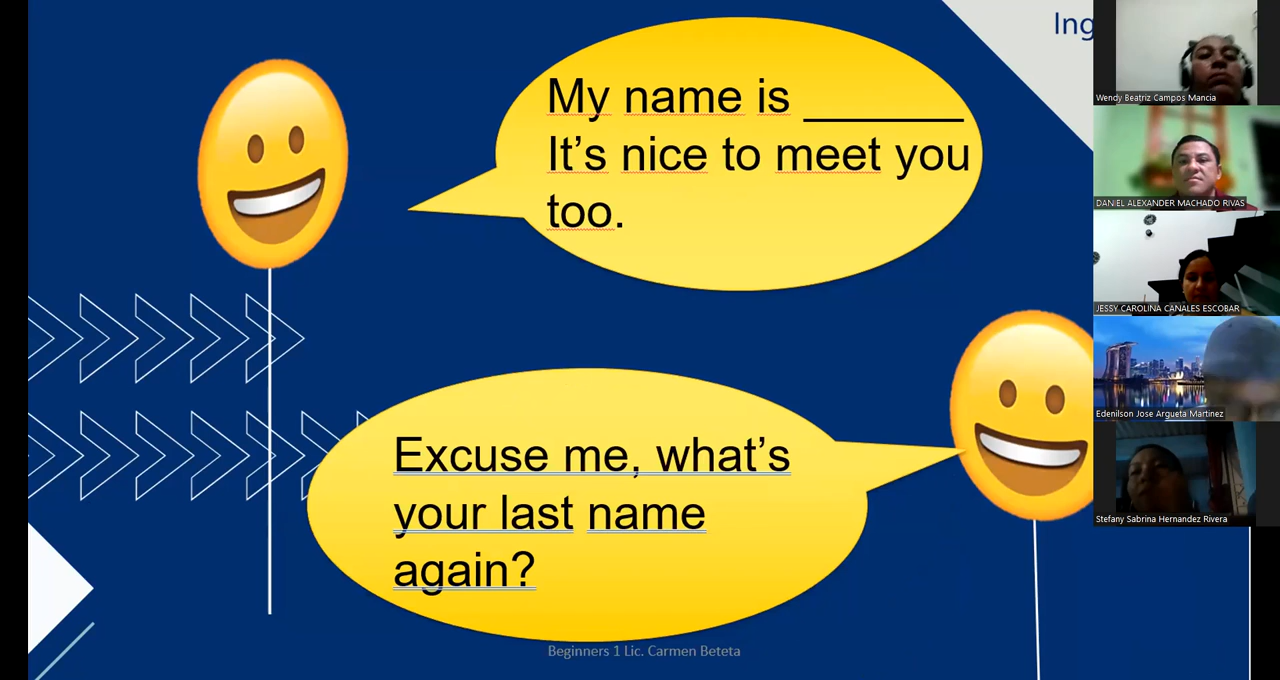 Ing
My name is ______
It's nice to meet you
too.
Excuse me, what's
your last name
again?
Beginners 1 Lic. Carmen Beteta
Wendy Beatriz Campos Mancia
DANIEL ALEXANDER MACHADO RIVAS
JESSY CAROLINA CANALES ESCOBAR
Edenilson Jose Argueta Martinez
Stefany Sabrina Hernandez Rivera